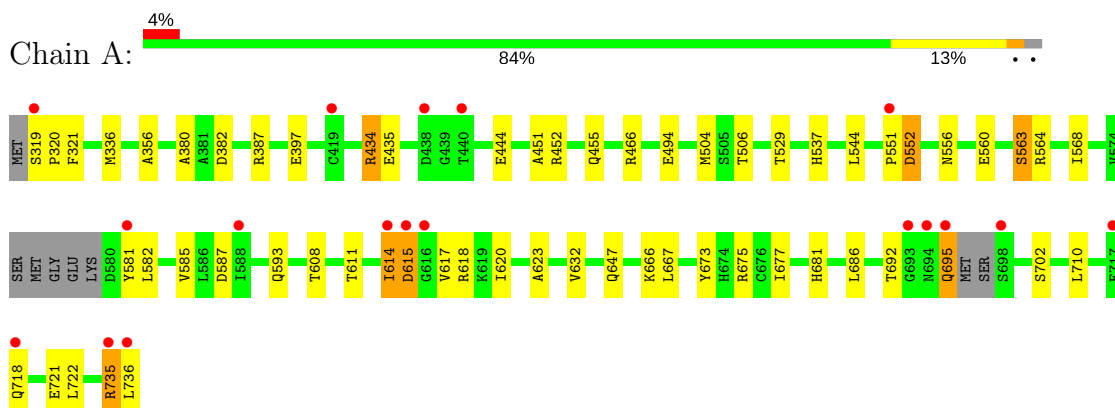 4%
Chain A:
84% 13% . .
MET S319 P320 F321 M336 A356 A380 A381 D382 R387 E397 C419 R434 E435 D438 G439 T440 E444 A451 R452 Q455 R466 E494 M504 S505 T506 T529 H537 L544 P551 D552 N556 E560 S563 R564 I568
SER MET GLY GLU LYS D580 Y581 L582 V585 L586 D587 I588 Q593 T608 T611 I614 D615 G616 V617 R618 K619 I620 A623 V632 Q647 K666 L667 Y673 H674 R675 C676 I677 H681 L686 T692 G693 N694 Q695 MET SER S698 S702 L710
Q718 E721 L722 R735 L736